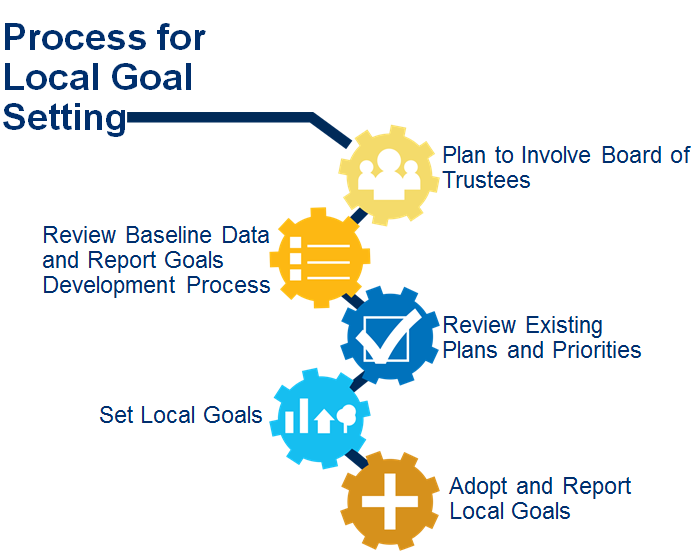 Process for
Local Goal
Setting
Plan to Involve Board of
Trustees
Review Baseline Data
and Report Goals
Development Process
Review Existing
Plans and Priorities
Set Local Goals
Adopt and Report
Local Goals